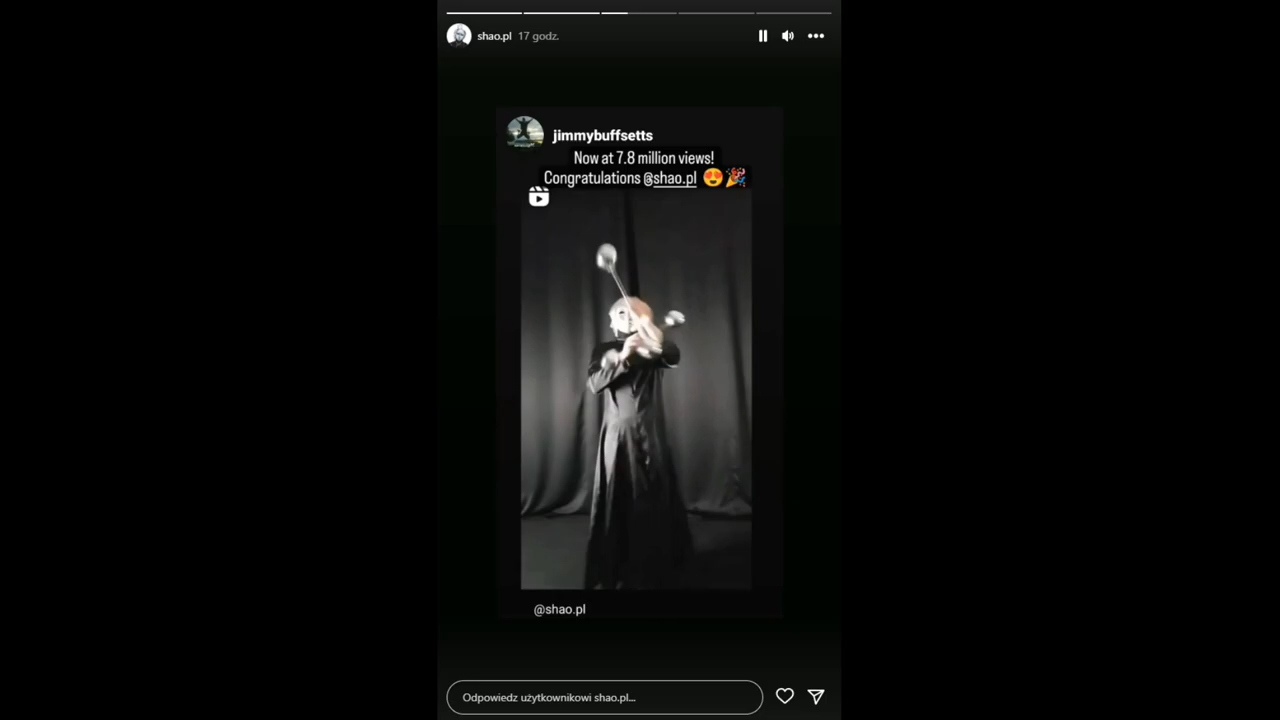 shao.pl 17 godz.
jimmybuffsetts
Now at 7.8 million views!
Congratulations @shao.pl 😍🎉
@shao.pl
Odpowiedz użytkownikowi shao.pl...